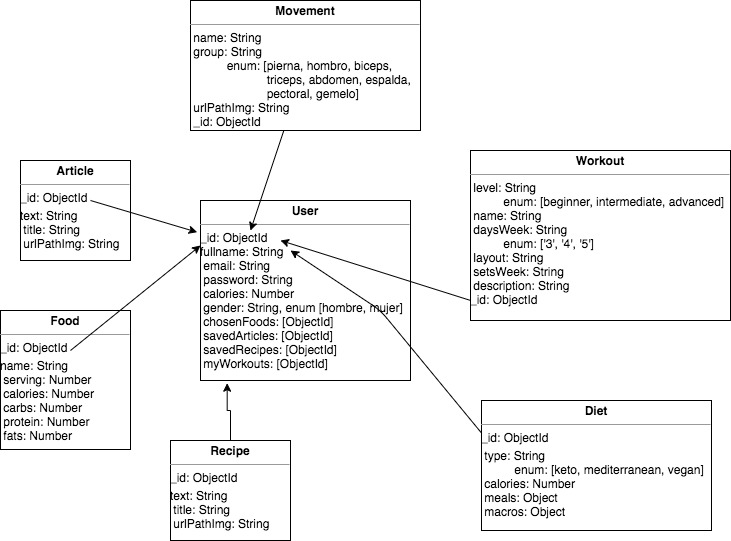 Movement
name: String
group: String
enum: [pierna, hombro, biceps,
triceps, abdomen, espalda,
pectoral, gemelo]
urlPathImg: String
_id: ObjectId
Article
_id: ObjectId
text: String
title: String
urlPathImg: String
User
_id: ObjectId
fullname: String
email: String
password: String
calories: Number
gender: String, enum [hombre, mujer]
chosenFoods: [ObjectId]
savedArticles: [ObjectId]
savedRecipes: [ObjectId]
myWorkouts: [ObjectId]
Workout
level: String
enum: [beginner, intermediate, advanced]
name: String
daysWeek: String
enum: ['3', '4', '5']
layout: String
setsWeek: String
description: String
_id: ObjectId
Food
_id: ObjectId
name: String
serving: Number
calories: Number
carbs: Number
protein: Number
fats: Number
Recipe
_id: ObjectId
text: String
title: String
urlPathImg: String
Diet
_id: ObjectId
type: String
enum: [keto, mediterranean, vegan]
calories: Number
meals: Object
macros: Object